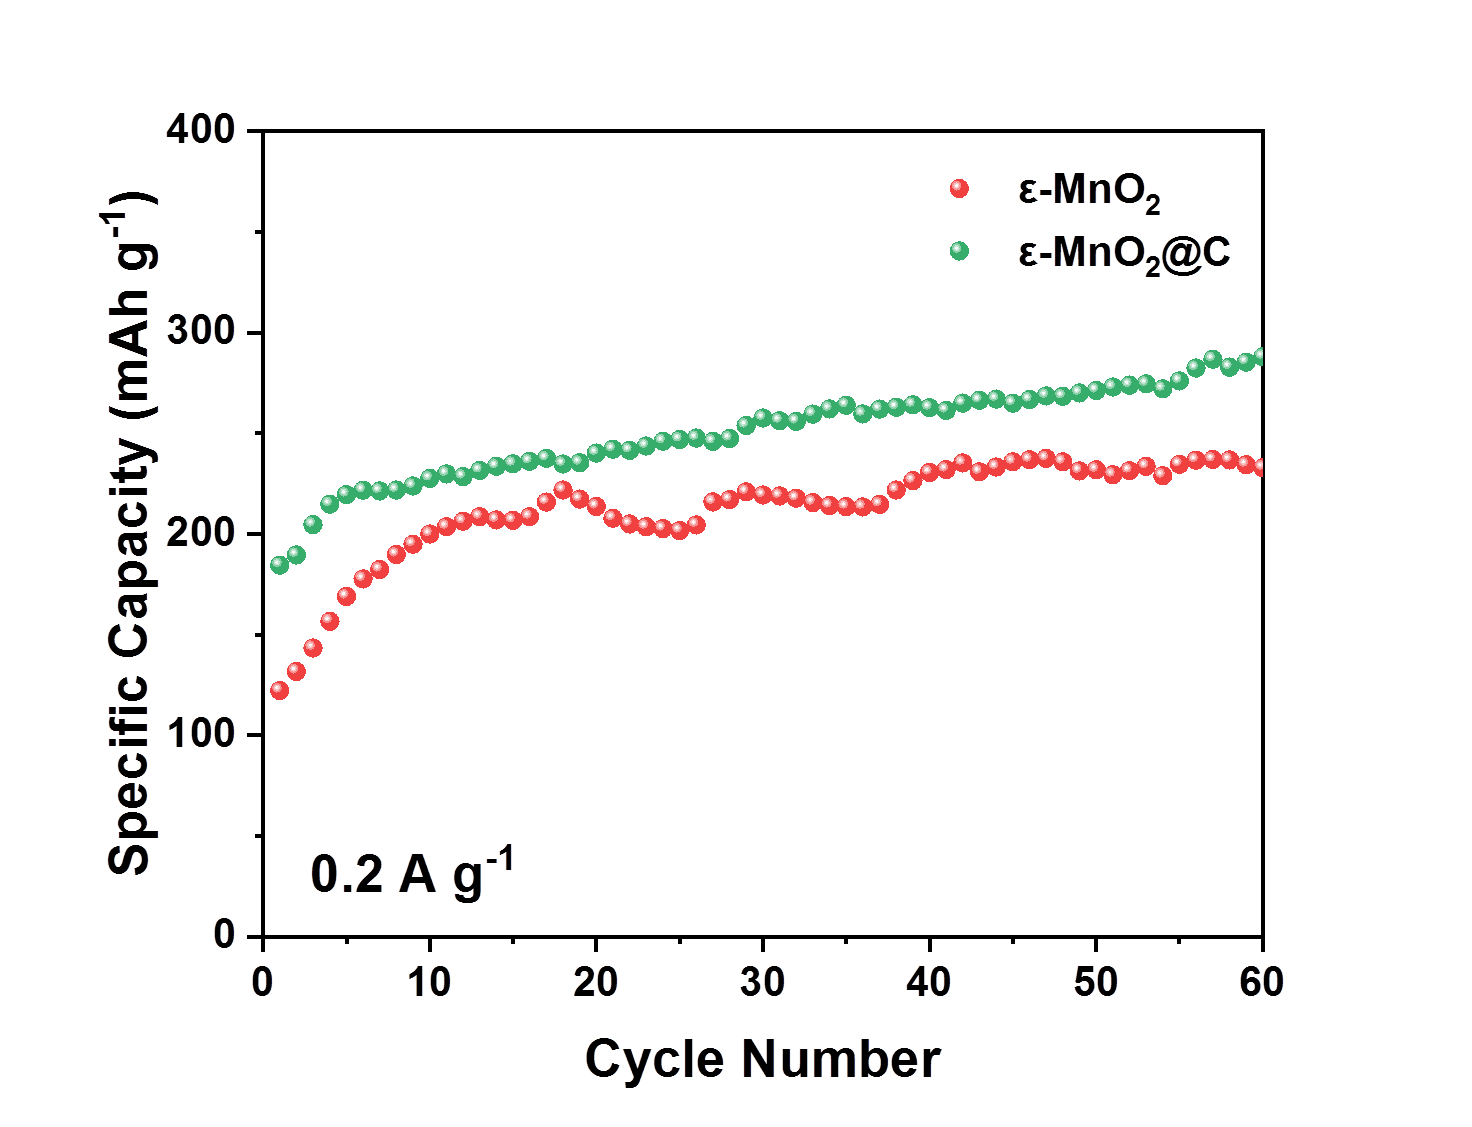 400
300
200
100
0
0 10 20 30 40 50 60
Specific Capacity (mAh g⁻¹)
Cycle Number
ε-MnO₂
ε-MnO₂@C
0.2 A g⁻¹